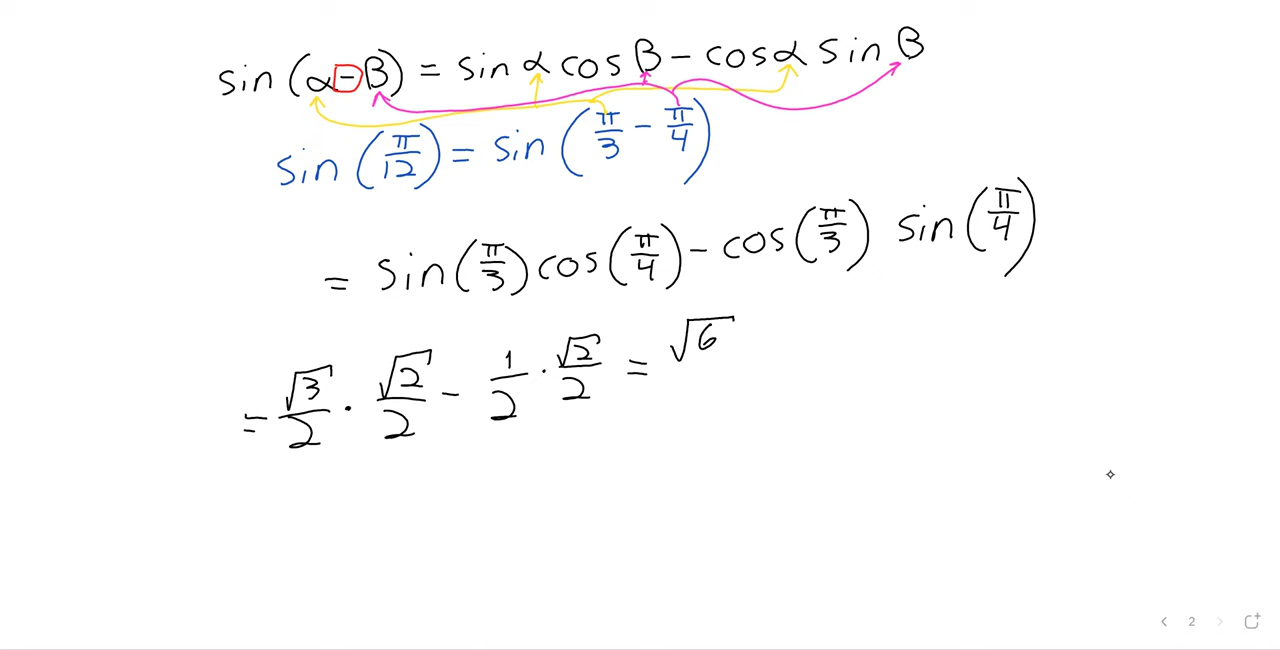 sin (α − β) = sin α cos β − cos α sin β
sin (π/12) = sin (π/3 − π/4)
= sin (π/3) cos (π/4) − cos (π/3) sin (π/4)
= √3/2 · √2/2 − 1/2 · √2/2 = √6
2